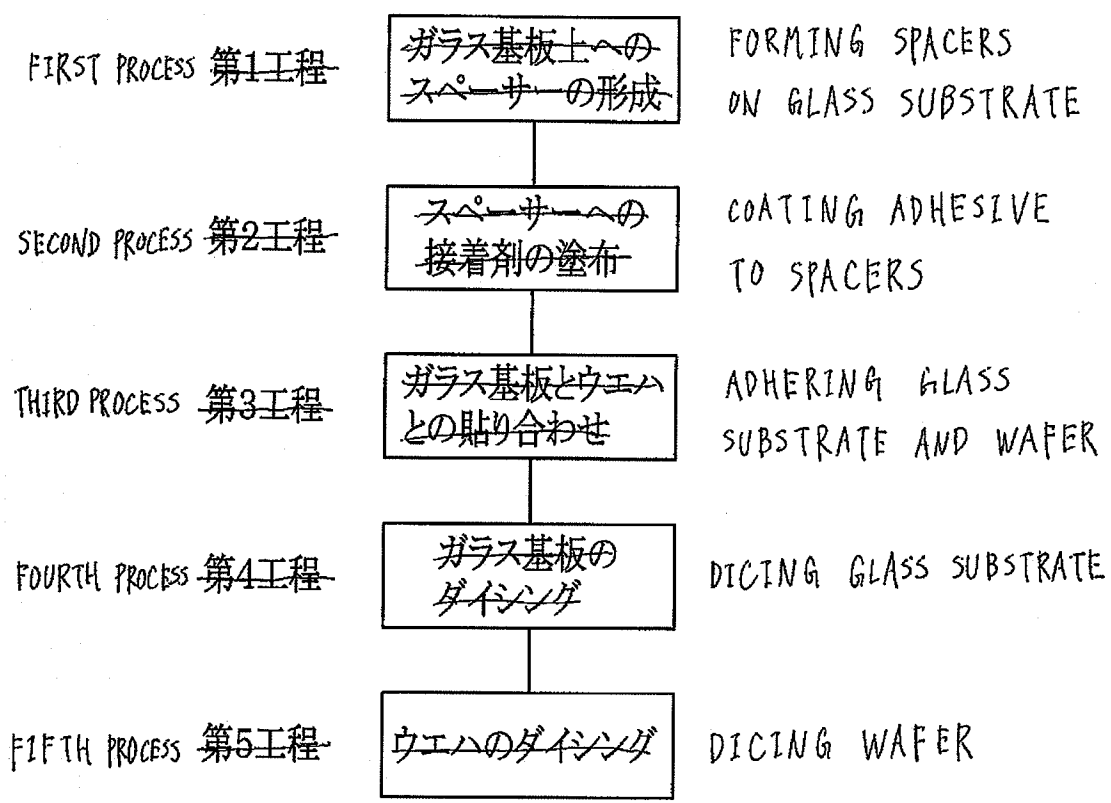 FIRST PROCESS 第1工程
ガラス基板上への
スペーサーの形成
FORMING SPACERS
ON GLASS SUBSTRATE
SECOND PROCESS 第2工程
スペーサーへの
接着剤の塗布
COATING ADHESIVE
TO SPACERS
THIRD PROCESS 第3工程
ガラス基板とウエハ
との貼り合わせ
ADHERING GLASS
SUBSTRATE AND WAFER
FOURTH PROCESS 第4工程
ガラス基板の
ダイシング
DICING GLASS SUBSTRATE
FIFTH PROCESS 第5工程
ウエハのダイシング
DICING WAFER